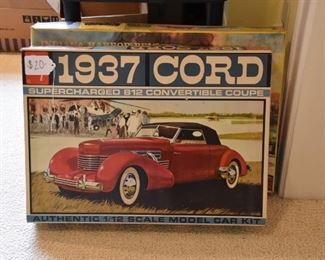 $20-
1937 CORD
SUPERCHARGED 812 CONVERTIBLE COUPE
AUTHENTIC 1/12 SCALE MODEL CAR KIT